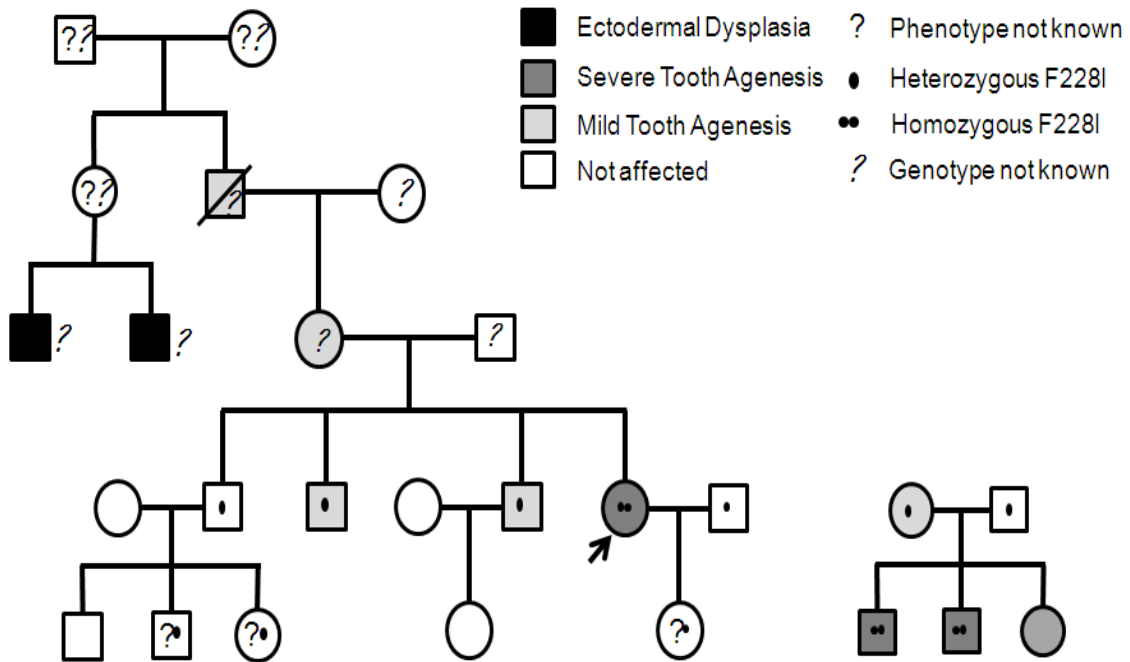 ?? ??
Ectodermal Dysplasia ? Phenotype not known
Severe Tooth Agenesis Heterozygous F228I
Mild Tooth Agenesis Homozygous F228I
Not affected ? Genotype not known
?? ? ?
? ?
? ?
? ? ?